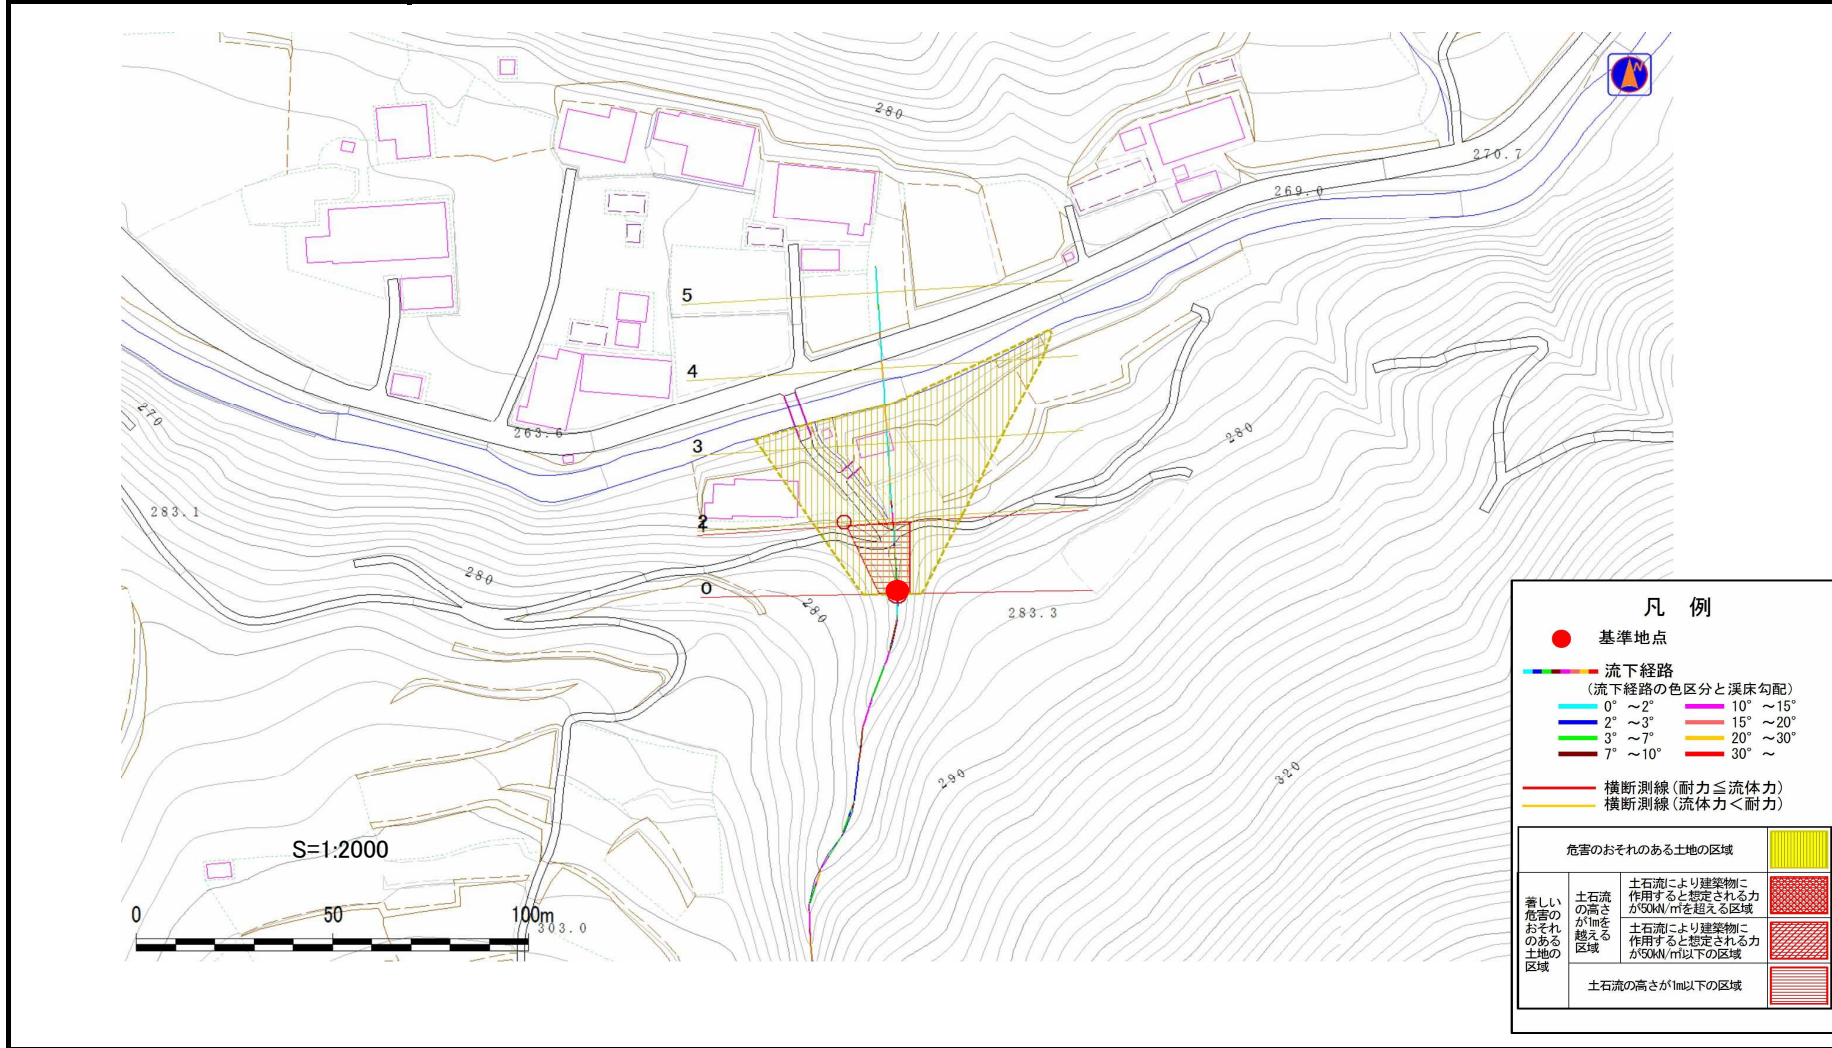 N
280
270.7
269.0
5
4
270
263.6
3
280
283.1
2
1
280
0
280
283.3
290
320
S=1:2000
0 50 100m
303.0
凡 例
基準地点
流下経路
(流下経路の色区分と渓床勾配)
0° ～2° 10° ～15°
2° ～3° 15° ～20°
3° ～7° 20° ～30°
7° ～10° 30° ～
横断測線(耐力≦流体力)
横断測線(流体力＜耐力)
危害のおそれのある土地の区域
著しい
危害の
おそれ
のある
土地の
区域
土石流
の高さ
が1mを
越える
区域
土石流により建築物に
作用すると想定される力
が50kN/㎡を超える区域
土石流により建築物に
作用すると想定される力
が50kN/㎡以下の区域
土石流の高さが1m以下の区域